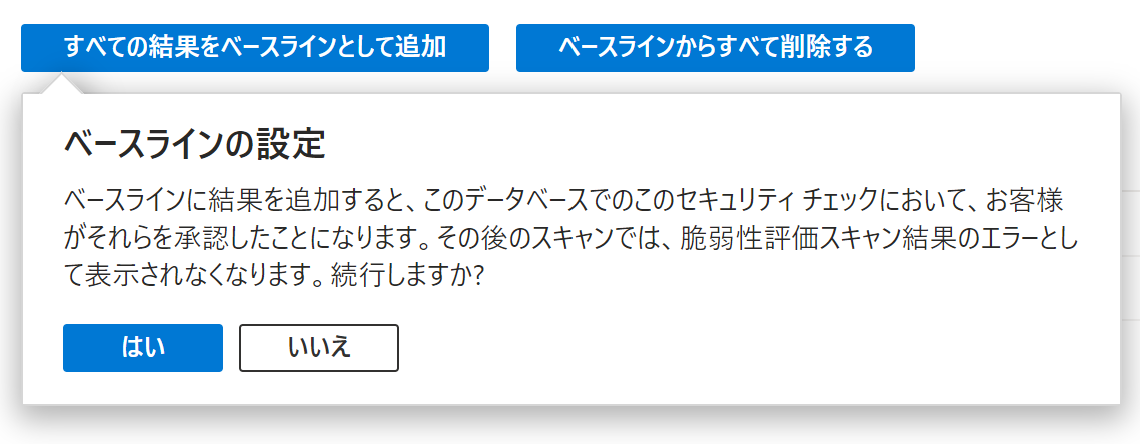 すべての結果をベースラインとして追加
ベースラインからすべて削除する
ベースラインの設定
ベースラインに結果を追加すると、このデータベースでのこのセキュリティ チェックにおいて、お客様
がそれらを承認したことになります。その後のスキャンでは、脆弱性評価スキャン結果のエラーとし
て表示されなくなります。続行しますか?
はい
いいえ